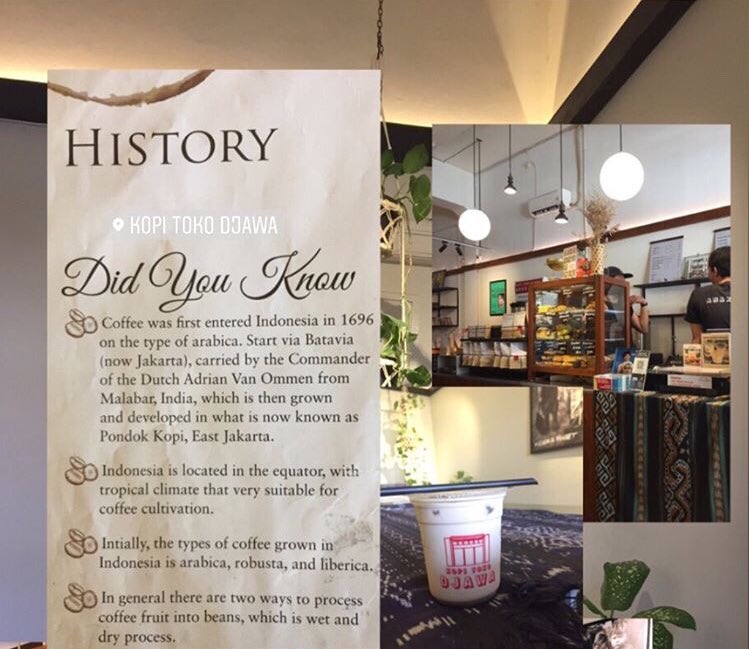 HISTORY
KOPI TOKO DJAWA
Did You Know
Coffee was first entered Indonesia in 1696
on the type of arabica. Start via Batavia
(now Jakarta), carried by the Commander
of the Dutch Adrian Van Ommen from
Malabar, India, which is then grown
and developed in what is now known as
Pondok Kopi, East Jakarta.
Indonesia is located in the equator, with
tropical climate that very suitable for
coffee cultivation.
Intially, the types of coffee grown in
Indonesia is arabica, robusta, and liberica.
In general there are two ways to process
coffee fruit into beans, which is wet and
dry process.
KOPI TOKO
DJAWA